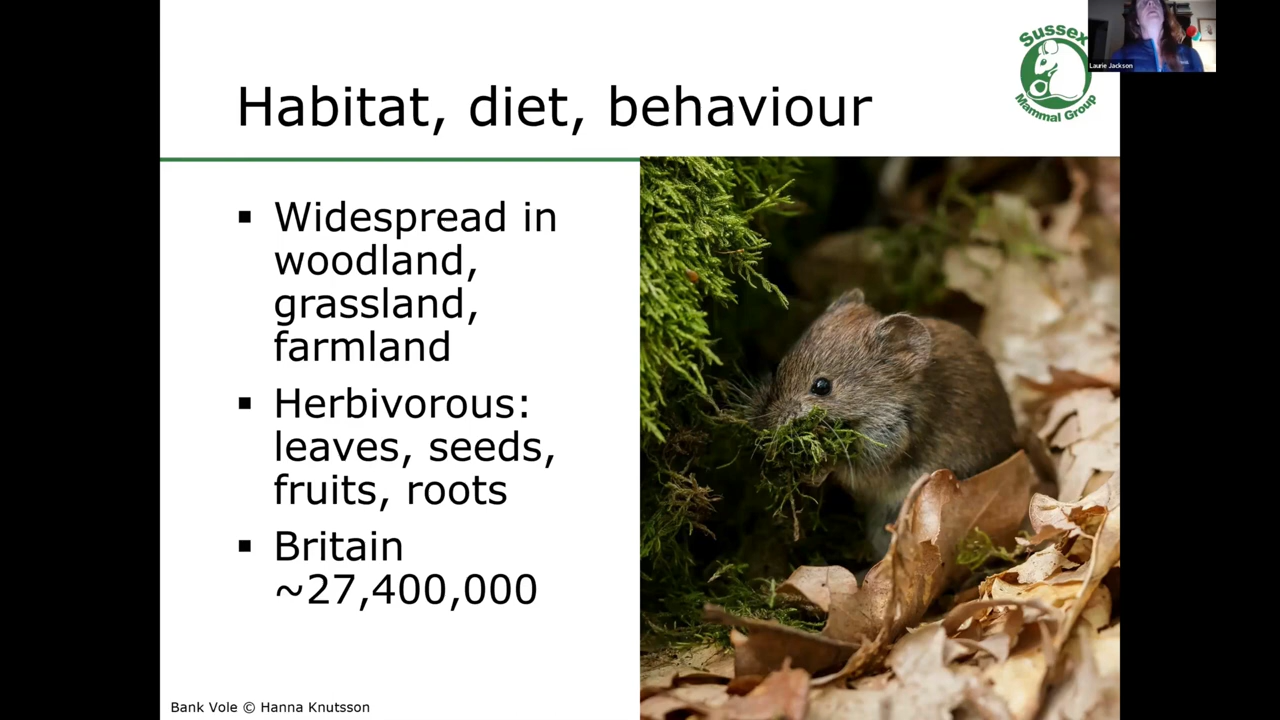 Sussex
Mammal Group
Laurie Jackson
Habitat, diet, behaviour
▪ Widespread in
woodland,
grassland,
farmland
▪ Herbivorous:
leaves, seeds,
fruits, roots
▪ Britain
~27,400,000
Bank Vole © Hanna Knutsson